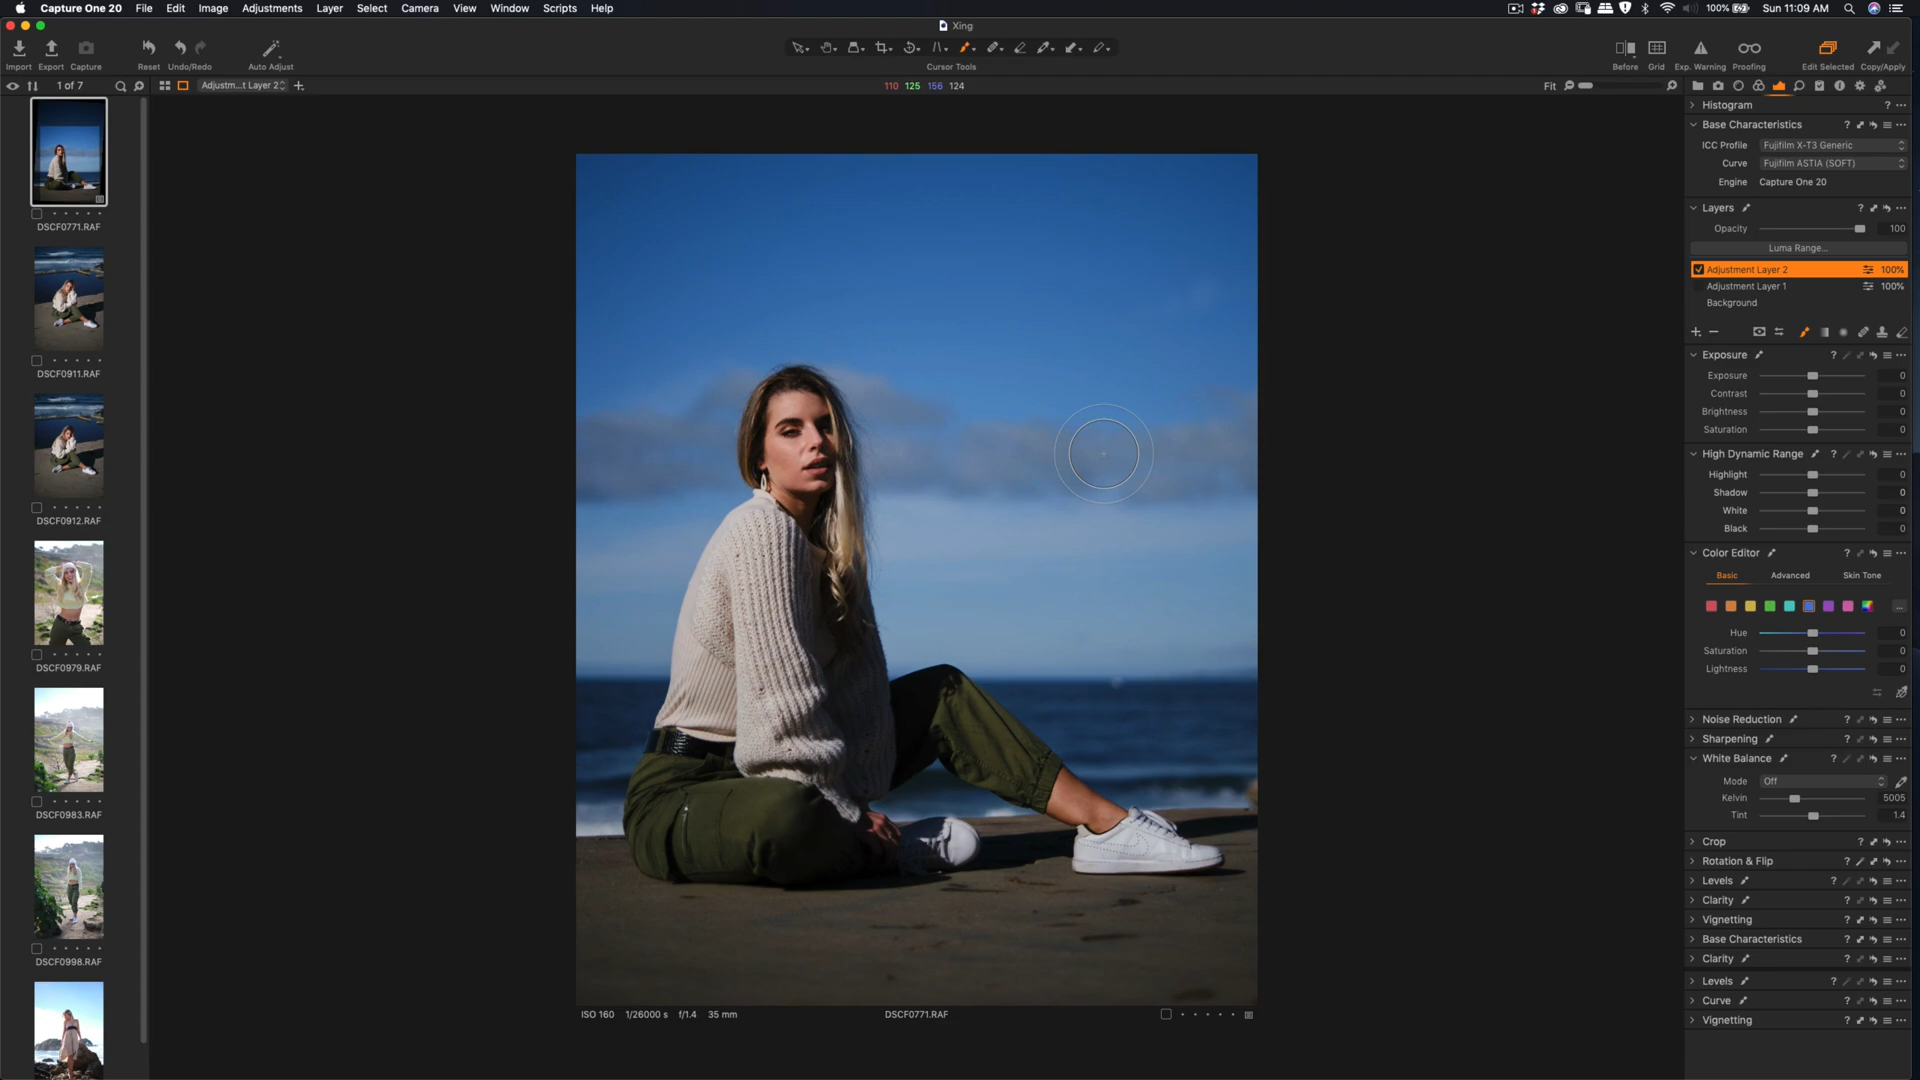 Capture One 20 File Edit Image Adjustments Layer Select Camera View Window Scripts Help 100% Sun 11:09 AM
Xing
Import Export Capture Reset Undo/Redo Auto Adjust Cursor Tools Before Grid Exp. Warning Proofing Edit Selected Copy/Apply
1 of 7 Adjustm...t Layer 2 110 125 156 124 Fit
DSCF0771.RAF
DSCF0911.RAF
DSCF0912.RAF
DSCF0979.RAF
DSCF0983.RAF
DSCF0998.RAF
ISO 160 1/26000 s f/1.4 35 mm DSCF0771.RAF
Histogram ? ...
Base Characteristics ? ...
ICC Profile Fujifilm X-T3 Generic
Curve Fujifilm ASTIA (SOFT)
Engine Capture One 20
Layers ? ...
Opacity 100
Luma Range...
Adjustment Layer 2 100%
Adjustment Layer 1 100%
Background
Exposure ? ...
Exposure 0
Contrast 0
Brightness 0
Saturation 0
High Dynamic Range ? ...
Highlight 0
Shadow 0
White 0
Black 0
Color Editor ? ...
Basic Advanced Skin Tone
...
Hue 0
Saturation 0
Lightness 0
Noise Reduction ? ...
Sharpening ? ...
White Balance ? ...
Mode Off
Kelvin 5005
Tint 1.4
Crop ? ...
Rotation & Flip ? ...
Levels ? ...
Clarity ? ...
Vignetting ? ...
Base Characteristics ? ...
Clarity ? ...
Levels ? ...
Curve ? ...
Vignetting ? ...